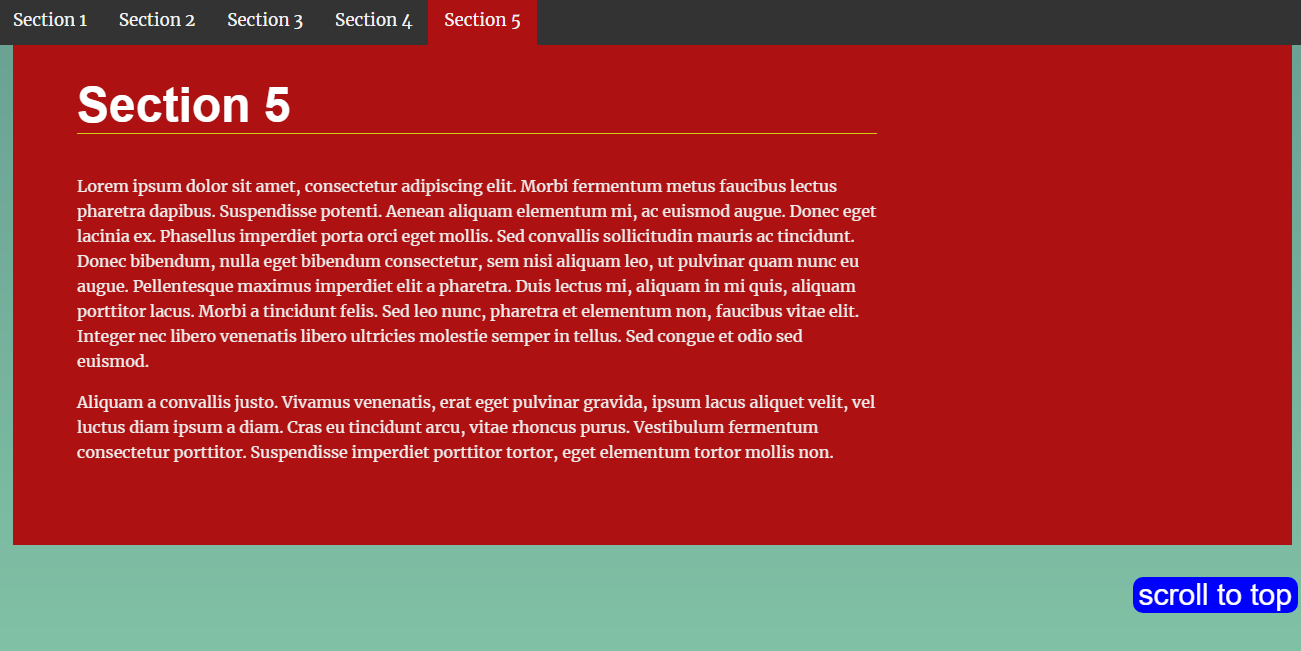 Section 1 Section 2 Section 3 Section 4 Section 5
Section 5
Lorem ipsum dolor sit amet, consectetur adipiscing elit. Morbi fermentum metus faucibus lectus
pharetra dapibus. Suspendisse potenti. Aenean aliquam elementum mi, ac euismod augue. Donec eget
lacinia ex. Phasellus imperdiet porta orci eget mollis. Sed convallis sollicitudin mauris ac tincidunt.
Donec bibendum, nulla eget bibendum consectetur, sem nisi aliquam leo, ut pulvinar quam nunc eu
augue. Pellentesque maximus imperdiet elit a pharetra. Duis lectus mi, aliquam in mi quis, aliquam
porttitor lacus. Morbi a tincidunt felis. Sed leo nunc, pharetra et elementum non, faucibus vitae elit.
Integer nec libero venenatis libero ultricies molestie semper in tellus. Sed congue et odio sed
euismod.
Aliquam a convallis justo. Vivamus venenatis, erat eget pulvinar gravida, ipsum lacus aliquet velit, vel
luctus diam ipsum a diam. Cras eu tincidunt arcu, vitae rhoncus purus. Vestibulum fermentum
consectetur porttitor. Suspendisse imperdiet porttitor tortor, eget elementum tortor mollis non.
scroll to top